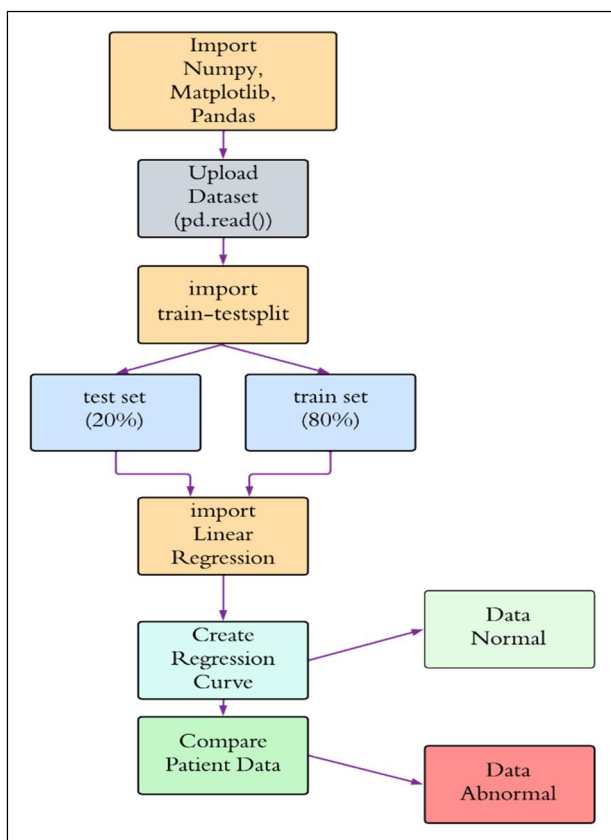 Import
Numpy,
Matplotlib,
Pandas
Upload
Dataset
(pd.read())
import
train-testsplit
test set
(20%)
train set
(80%)
import
Linear
Regression
Create
Regression
Curve
Data
Normal
Compare
Patient Data
Data
Abnormal